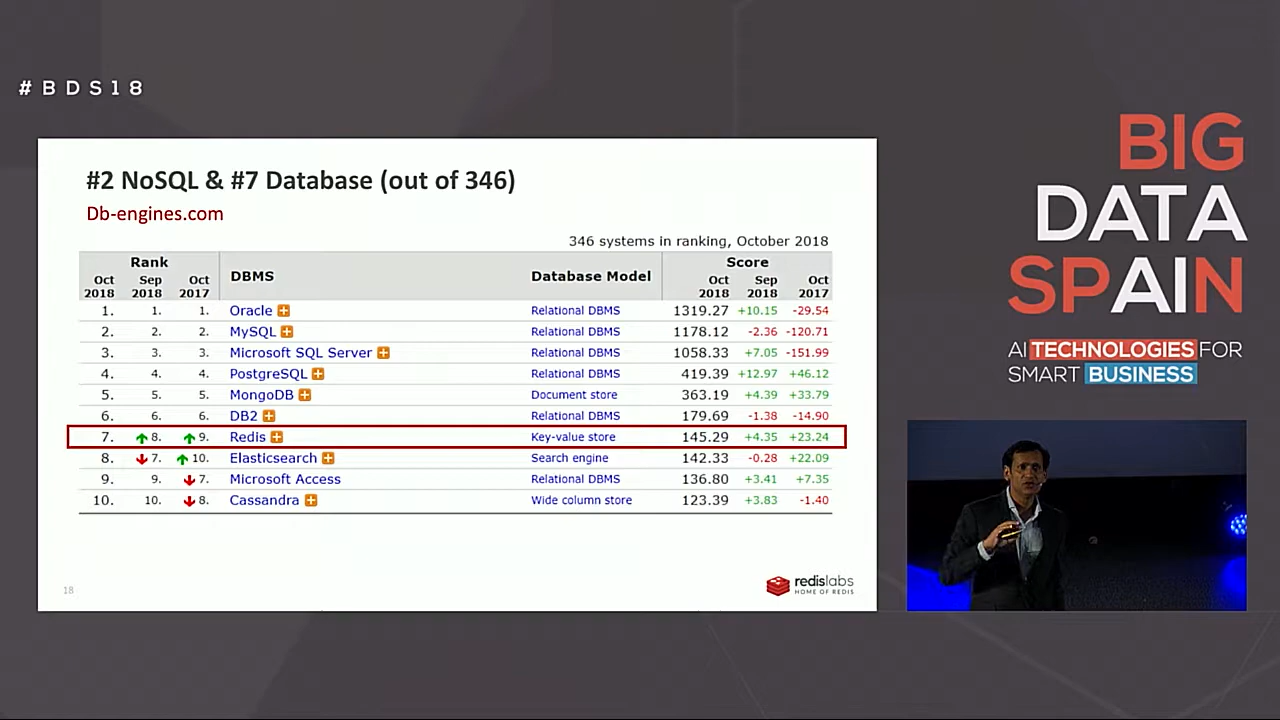 #BDS18
BIG
DATA
SPAIN
AI TECHNOLOGIES FOR
SMART BUSINESS
#2 NoSQL & #7 Database (out of 346)
Db-engines.com
346 systems in ranking, October 2018
Rank DBMS Database Model Score
Oct 2018 Sep 2018 Oct 2017 Oct 2018 Sep 2018 Oct 2017
1. 1. 1. Oracle Relational DBMS 1319.27 +10.15 -29.54
2. 2. 2. MySQL Relational DBMS 1178.12 -2.36 -120.71
3. 3. 3. Microsoft SQL Server Relational DBMS 1058.33 +7.05 -151.99
4. 4. 4. PostgreSQL Relational DBMS 419.39 +12.97 +46.12
5. 5. 5. MongoDB Document store 363.19 +4.39 +33.79
6. 6. 6. DB2 Relational DBMS 179.69 -1.38 -14.90
7. 8. 9. Redis Key-value store 145.29 +4.35 +23.24
8. 7. 10. Elasticsearch Search engine 142.33 -0.28 +22.09
9. 9. 7. Microsoft Access Relational DBMS 136.80 +3.41 +7.35
10. 10. 8. Cassandra Wide column store 123.39 +3.83 -1.40
18
redislabs
HOME OF REDIS